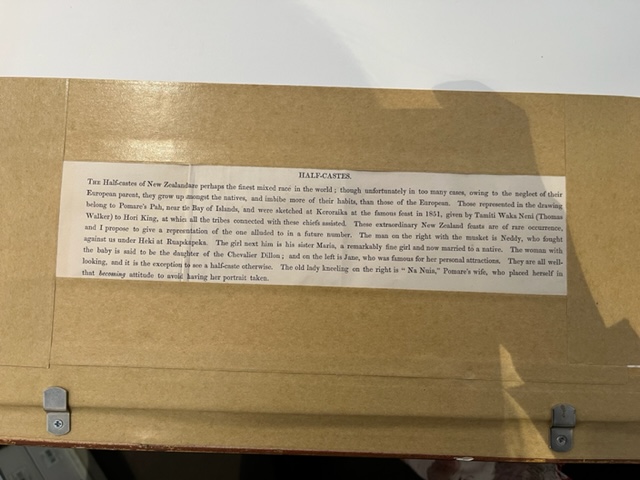 HALF-CASTES.
THE Half-castes of New Zealand are perhaps the finest mixed race in the world; though unfortunately in too many cases, owing to the neglect of their
European parent, they grow up amongst the natives, and imbibe more of their habits, than those of the European. Those represented in the drawing
belong to Pomare's Pah, near the Bay of Islands, and were sketched at Keroraika at the famous feast in 1851, given by Tamiti Waka Neni (Thomas
Walker) to Hori King, at which all the tribes connected with these chiefs assisted. These extraordinary New Zealand feasts are of rare occurrence,
and I propose to give a representation of the one alluded to in a future number. The man on the right with the musket is Neddy, who fought
against us under Heki at Ruapekapeka. The girl next him is his sister Maria, a remarkably fine girl and now married to a native. The woman with
the baby is said to be the daughter of the Chevalier Dillon; and on the left is Jane, who was famous for her personal attractions. They are all well-
looking, and it is the exception to see a half-caste otherwise. The old lady kneeling on the right is "Na Nuia," Pomare's wife, who placed herself in
that becoming attitude to avoid having her portrait taken.